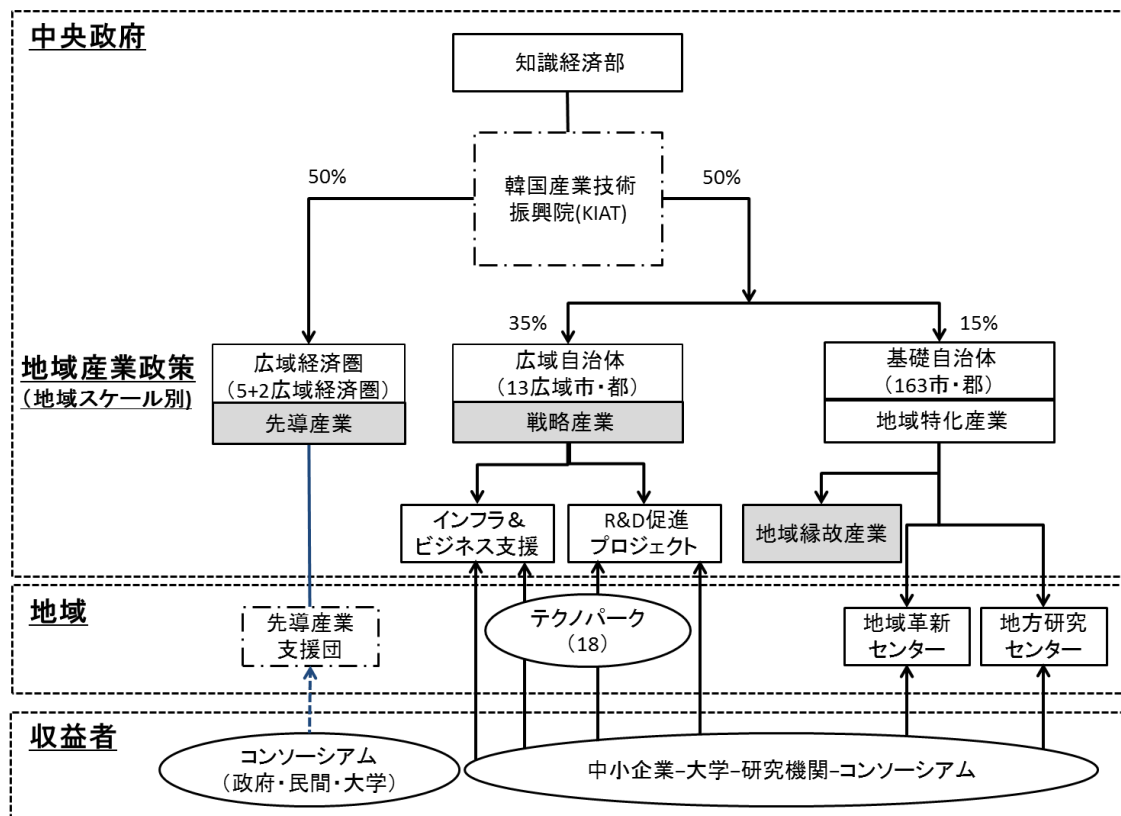 中央政府
知識経済部
50%
韓国産業技術
振興院(KIAT)
50%
35%
15%
地域産業政策
（地域スケール別)
広域経済圏
（5+2広域経済圏）
先導産業
広域自治体
（13広域市・都）
戦略産業
基礎自治体
（163市・郡）
地域特化産業
インフラ&
ビジネス支援
R&D促進
プロジェクト
地域縁故産業
地域
先導産業
支援団
テクノパーク
（18）
地域革新
センター
地方研究
センター
収益者
コンソーシアム
（政府・民間・大学）
中小企業–大学–研究機関–コンソーシアム